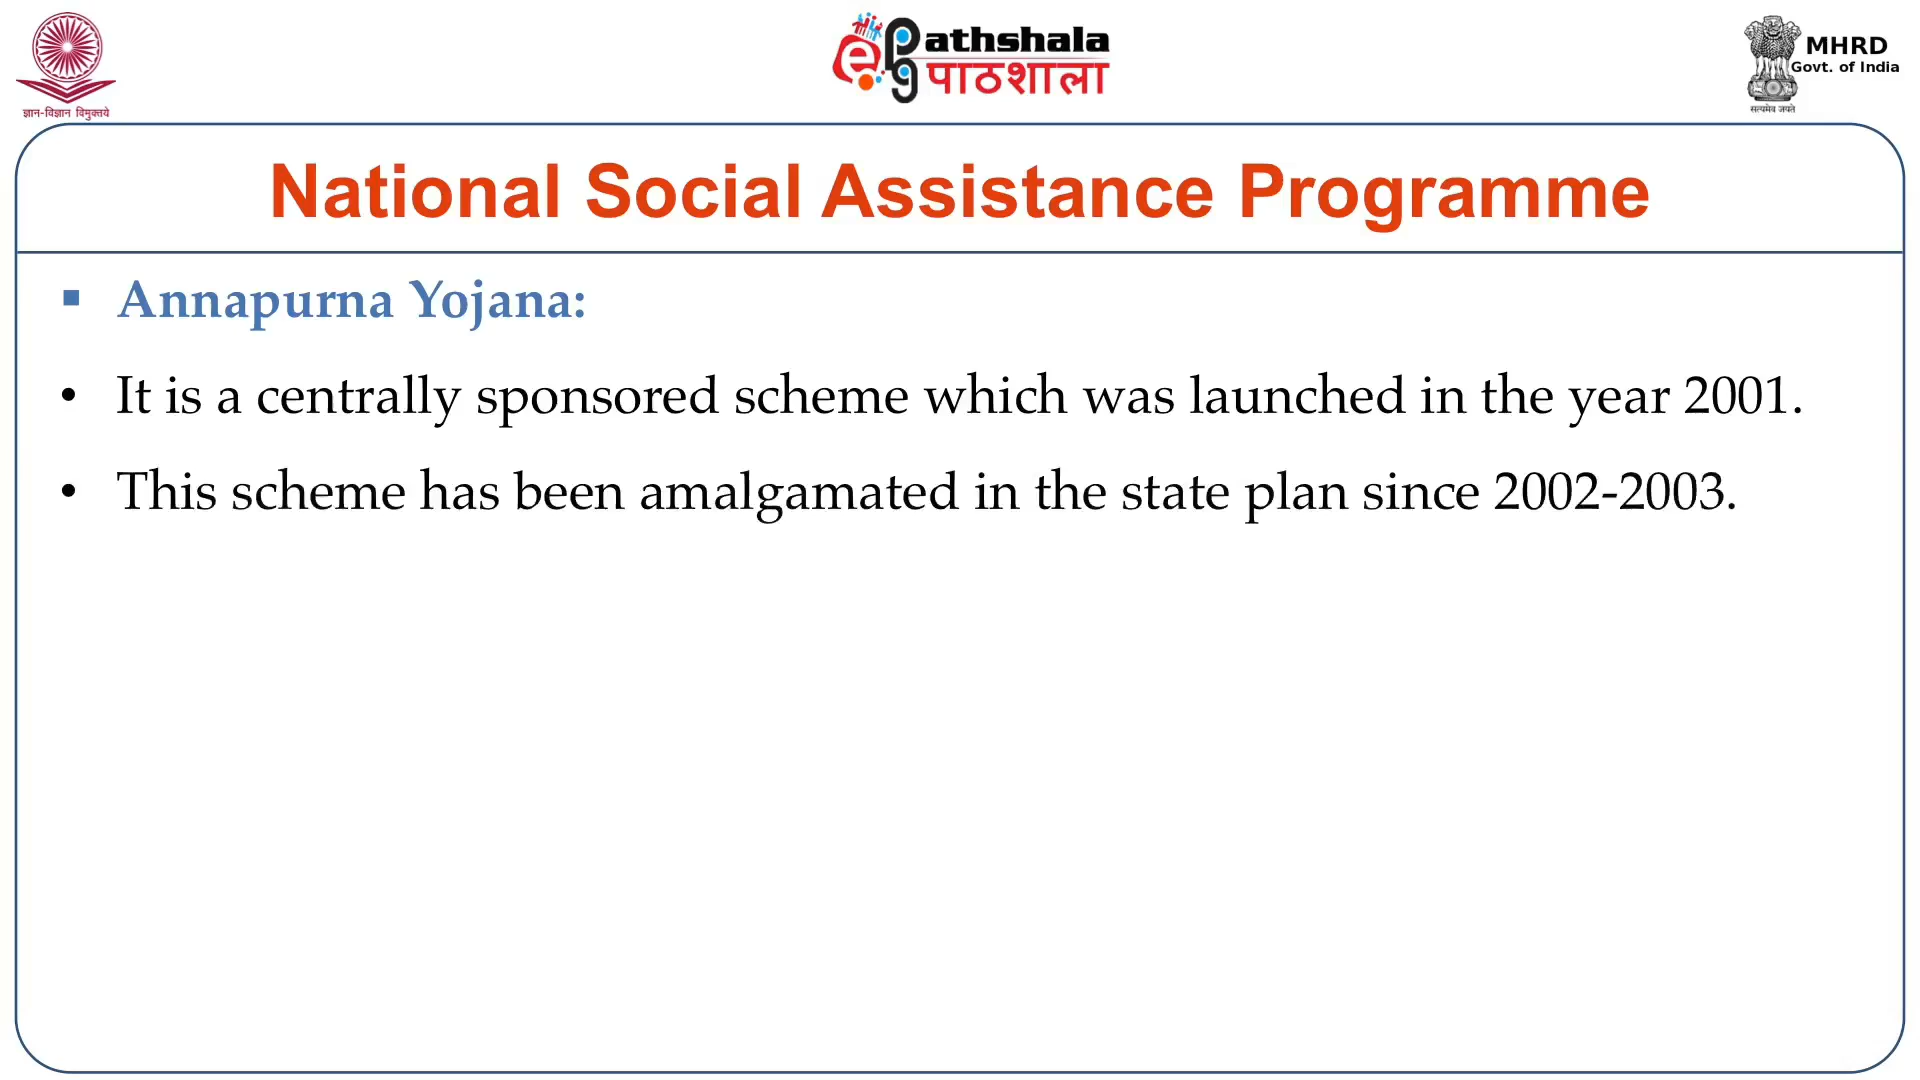 ज्ञान-विज्ञान विमुक्तये
ePathshala
पाठशाला
MHRD
Govt. of India
सत्यमेव जयते
National Social Assistance Programme
▪ Annapurna Yojana:
• It is a centrally sponsored scheme which was launched in the year 2001.
• This scheme has been amalgamated in the state plan since 2002-2003.